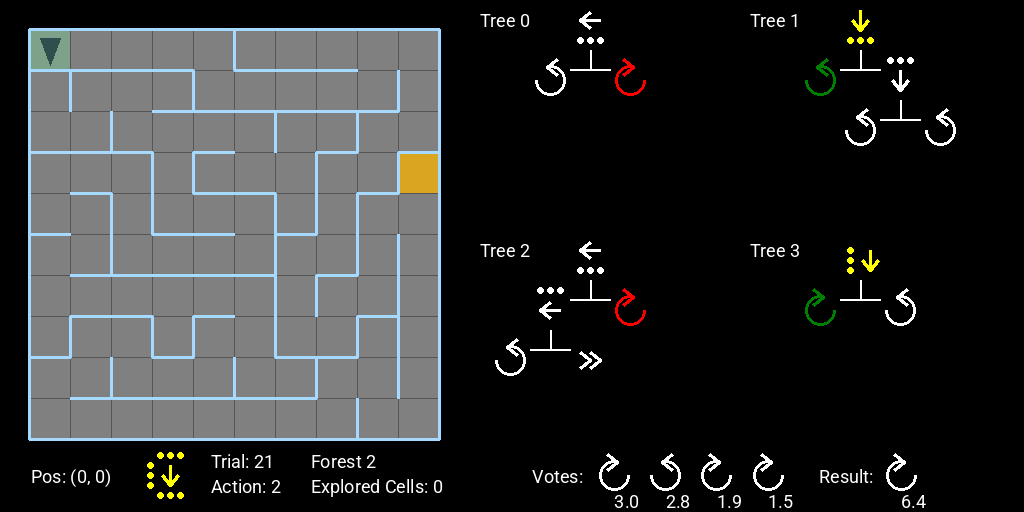 Tree 0
Tree 1
Tree 2
Tree 3
Pos: (0, 0)
Trial: 21
Forest 2
Action: 2
Explored Cells: 0
Votes:
3.0
2.8
1.9
1.5
Result:
6.4